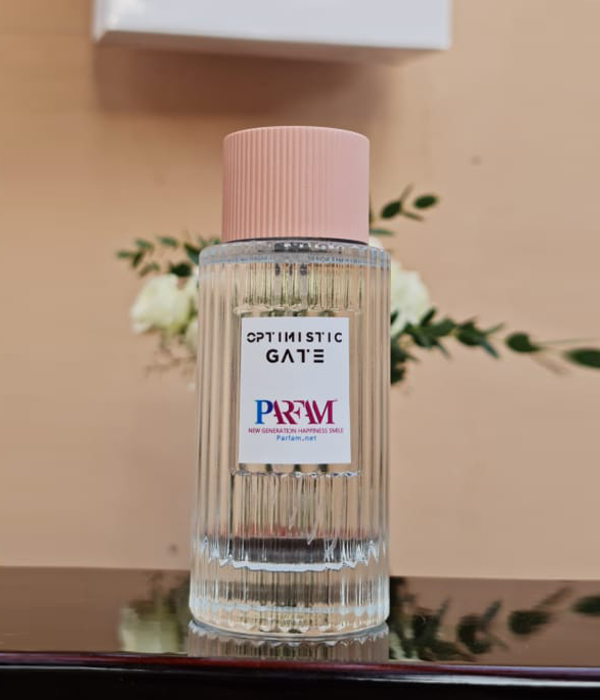 OPTIMISTIC
GATE
PARFAM
NEW GENERATION HAPPINESS SMILE
Parfam.net